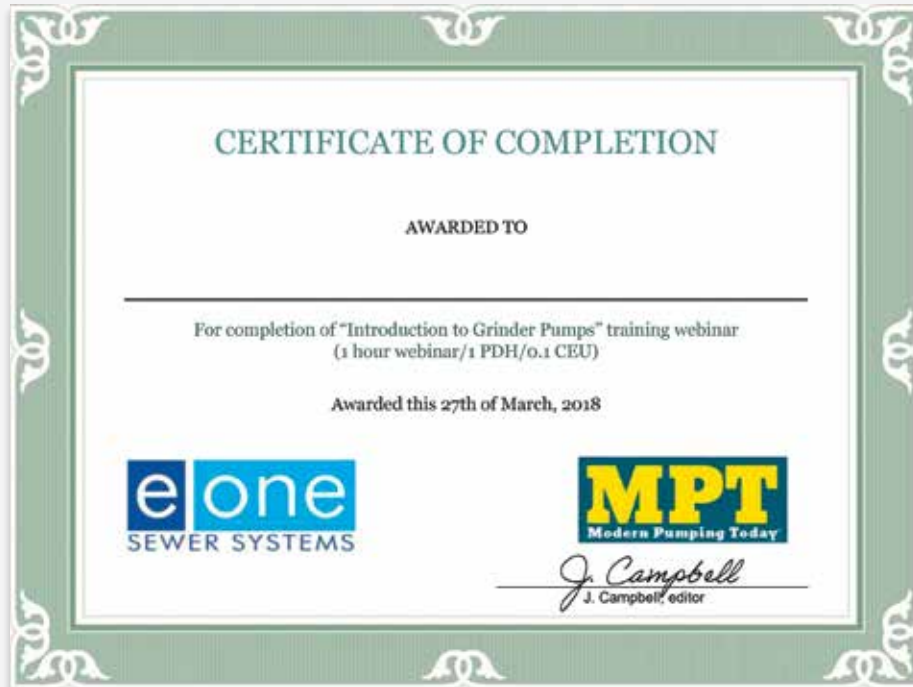 CERTIFICATE OF COMPLETION
AWARDED TO
For completion of “Introduction to Grinder Pumps” training webinar
(1 hour webinar/1 PDH/0.1 CEU)
Awarded this 27th of March, 2018
e one
SEWER SYSTEMS
MPT
Modern Pumping Today
J. Campbell
J. Campbell, editor